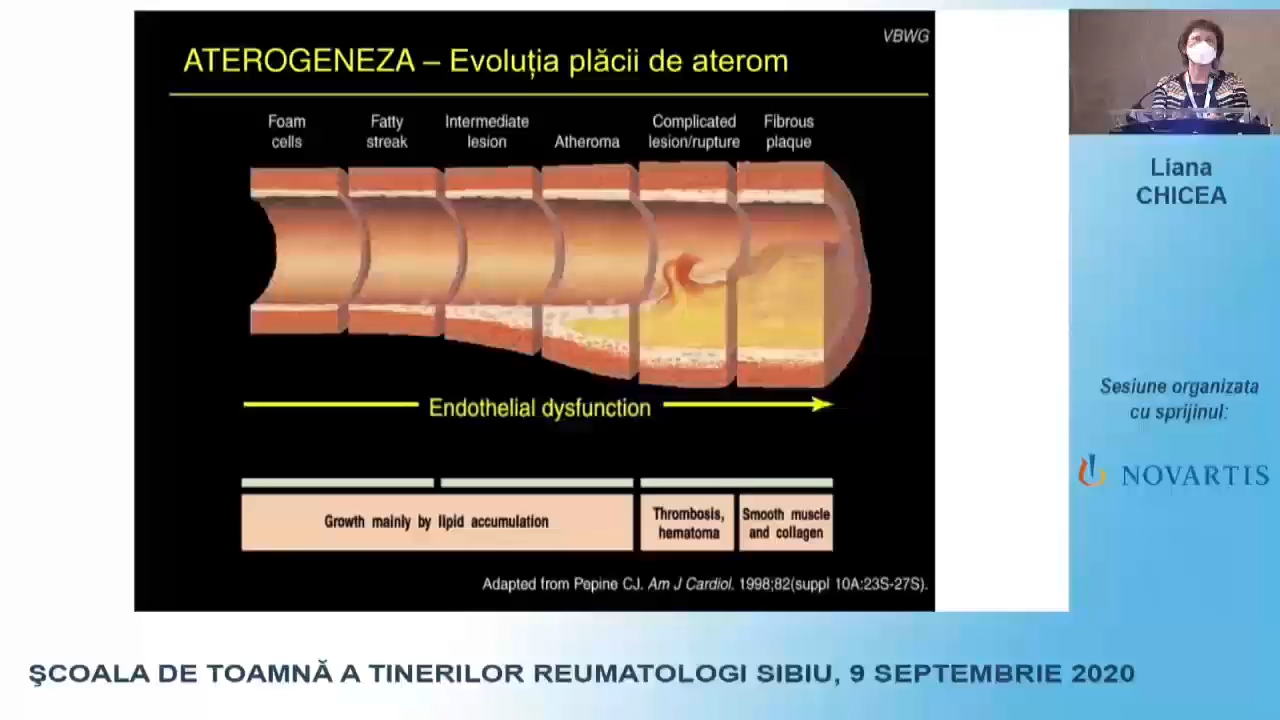 VBWG
ATEROGENEZA – Evoluția plăcii de aterom
Foam
cells
Fatty
streak
Intermediate
lesion
Atheroma
Complicated
lesion/rupture
Fibrous
plaque
Endothelial dysfunction
Growth mainly by lipid accumulation
Thrombosis,
hematoma
Smooth muscle
and collagen
Adapted from Pepine CJ. Am J Cardiol. 1998;82(suppl 10A:23S-27S).
Liana
CHICEA
Sesiune organizata
cu sprijinul:
NOVARTIS
ŞCOALA DE TOAMNĂ A TINERILOR REUMATOLOGI SIBIU, 9 SEPTEMBRIE 2020